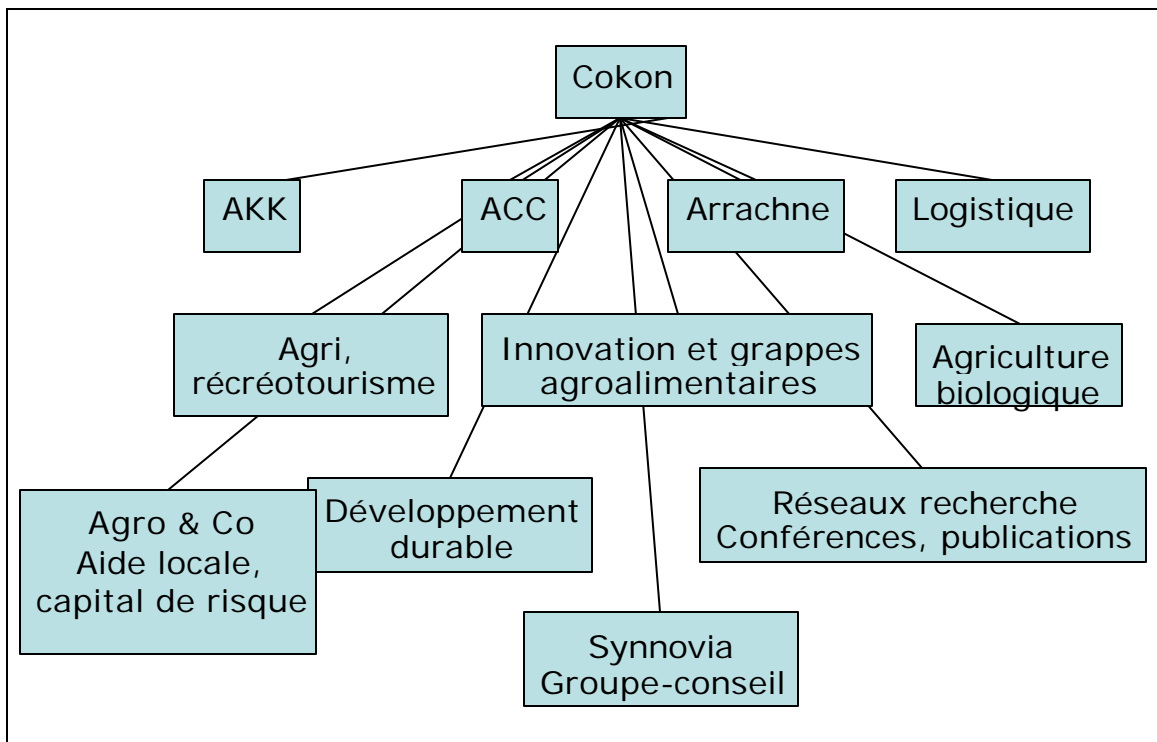 Cokon
AKK
ACC
Arrachne
Logistique
Agri,
récréotourisme
Innovation et grappes
agroalimentaires
Agriculture
biologique
Agro & Co
Aide locale,
capital de risque
Développement
durable
Réseaux recherche
Conférences, publications
Synnovia
Groupe-conseil